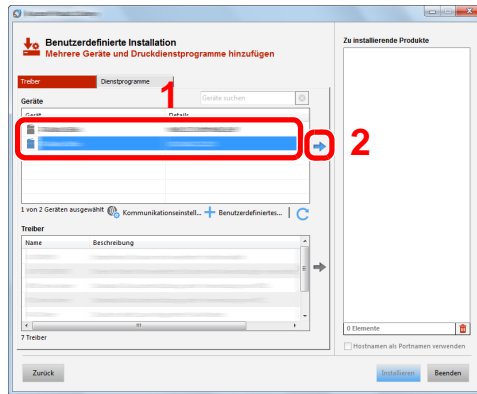 Benutzerdefinierte Installation
Mehrere Geräte und Druckdienstprogramme hinzufügen
Treiber
Dienstprogramme
1
Geräte
Geräte suchen
Gerät
Details
2
1 von 2 Geräten ausgewählt
Kommunikationseinstell...
Benutzerdefiniertes...
Treiber
Name
Beschreibung
7 Treiber
Zu installierende Produkte
0 Elemente
Hostnamen als Portnamen verwenden
Zurück
Installieren
Beenden